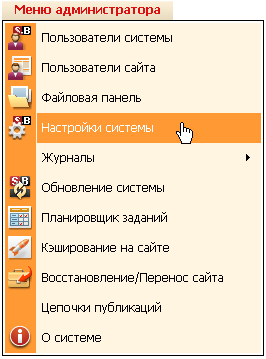 Меню администратора
S.B
Пользователи системы
Пользователи сайта
Файловая панель
S.B
Настройки системы
Журналы
S.B
Обновление системы
Планировщик заданий
Кэширование на сайте
Восстановление/Перенос сайта
Цепочки публикаций
О системе